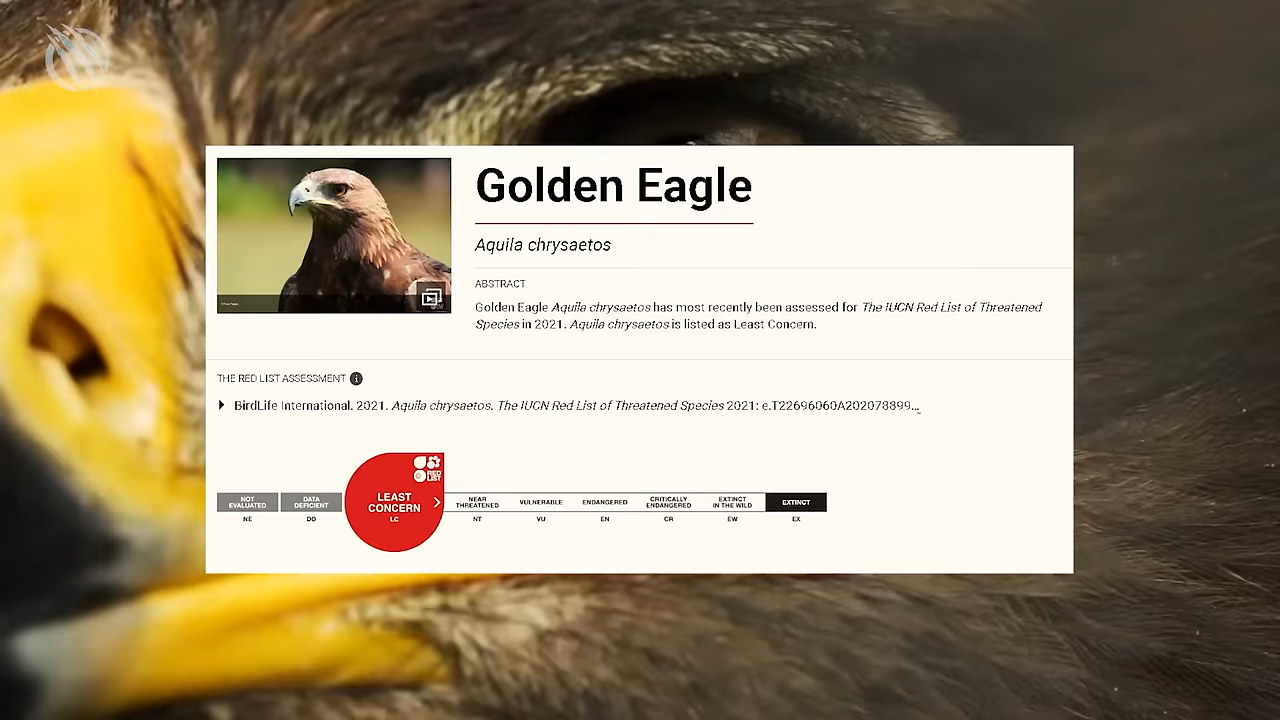 Golden Eagle
Aquila chrysaetos
ABSTRACT
Golden Eagle Aquila chrysaetos has most recently been assessed for The IUCN Red List of Threatened
Species in 2021. Aquila chrysaetos is listed as Least Concern.
THE RED LIST ASSESSMENT i
BirdLife International. 2021. Aquila chrysaetos. The IUCN Red List of Threatened Species 2021: e.T22696060A202078899...
RED
LIST
NOT
EVALUATED
NE
DATA
DEFICIENT
DD
LEAST
CONCERN
LC
NEAR
THREATENED
NT
VULNERABLE
VU
ENDANGERED
EN
CRITICALLY
ENDANGERED
CR
EXTINCT
IN THE WILD
EW
EXTINCT
EX